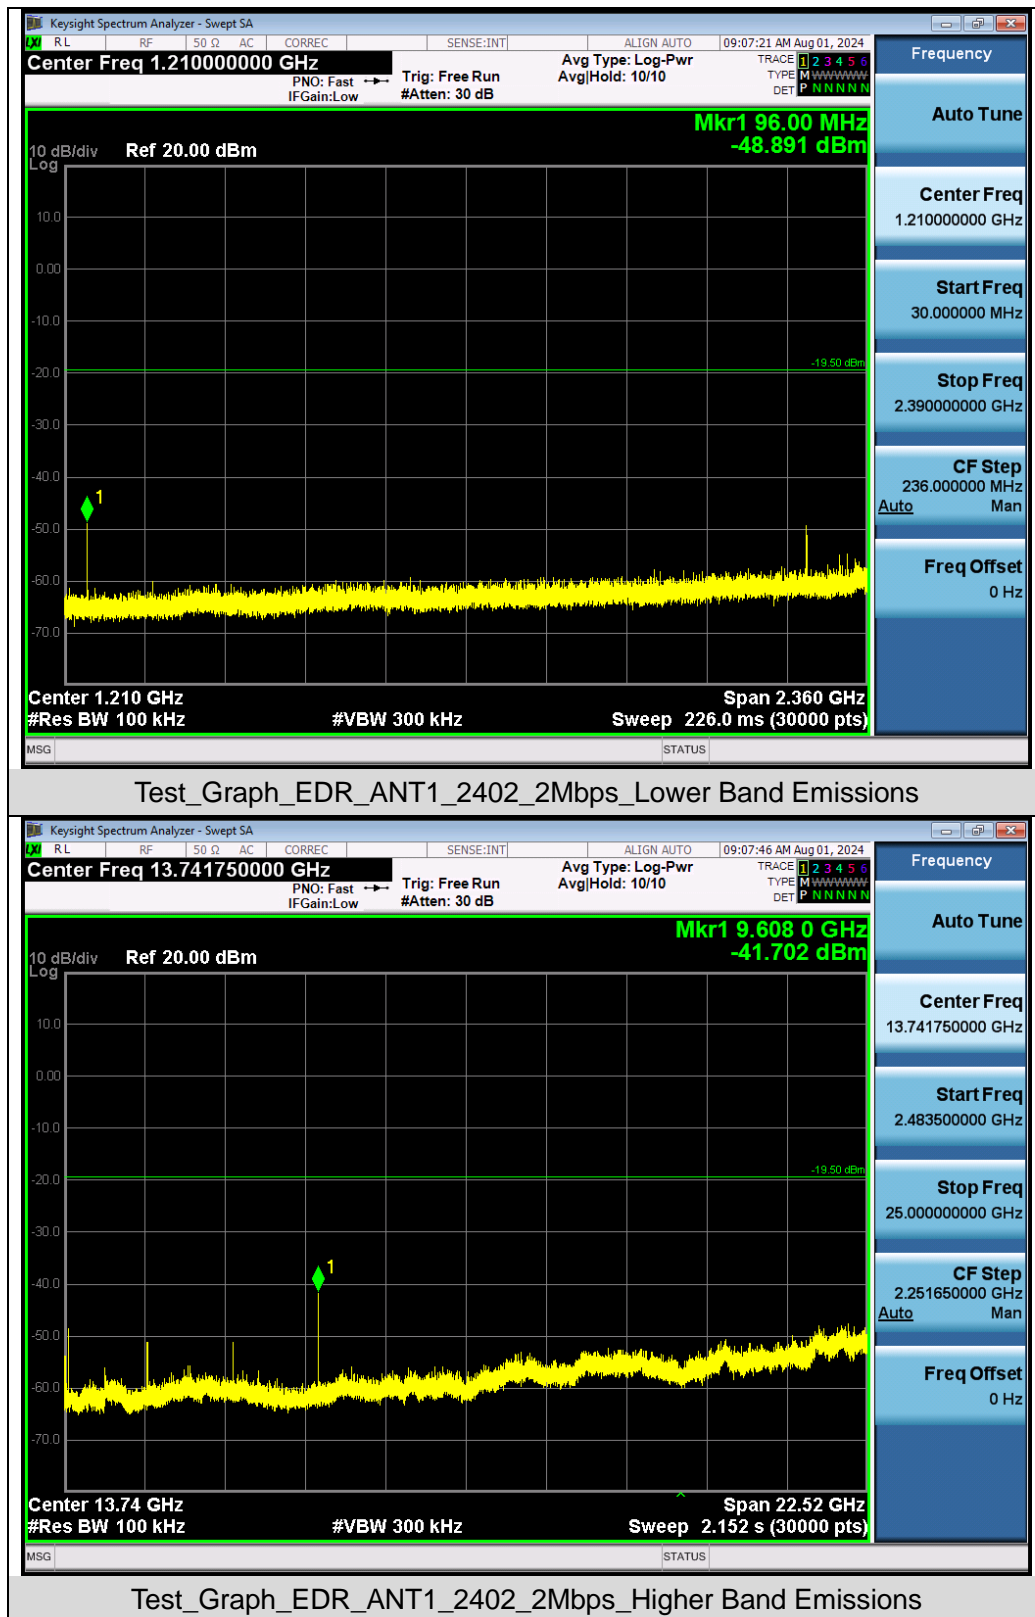 Keysight Spectrum Analyzer - Swept SA
LXI RL RF 50 Ω AC CORREC SENSE:INT ALIGN AUTO 09:07:21 AM Aug 01, 2024
Center Freq 1.210000000 GHz
PNO: Fast
IFGain:Low
Trig: Free Run
#Atten: 30 dB
Avg Type: Log-Pwr
Avg|Hold: 10/10
TRACE 1 2 3 4 5 6
TYPE M WWWWW
DET P N N N N N
Mkr1 96.00 MHz
-48.891 dBm
10 dB/div Ref 20.00 dBm
Log
10.0
0.00
-10.0
-19.50 dBm
-20.0
-30.0
-40.0
1
-50.0
-60.0
-70.0
Center 1.210 GHz Span 2.360 GHz
#Res BW 100 kHz #VBW 300 kHz Sweep 226.0 ms (30000 pts)
MSG STATUS
Frequency
Auto Tune
Center Freq
1.210000000 GHz
Start Freq
30.000000 MHz
Stop Freq
2.390000000 GHz
CF Step
236.000000 MHz
Auto Man
Freq Offset
0 Hz
Test_Graph_EDR_ANT1_2402_2Mbps_Lower Band Emissions
Keysight Spectrum Analyzer - Swept SA
LXI RL RF 50 Ω AC CORREC SENSE:INT ALIGN AUTO 09:07:46 AM Aug 01, 2024
Center Freq 13.741750000 GHz
PNO: Fast
IFGain:Low
Trig: Free Run
#Atten: 30 dB
Avg Type: Log-Pwr
Avg|Hold: 10/10
TRACE 1 2 3 4 5 6
TYPE M WWWWW
DET P N N N N N
Mkr1 9.608 0 GHz
-41.702 dBm
10 dB/div Ref 20.00 dBm
Log
10.0
0.00
-10.0
-19.50 dBm
-20.0
-30.0
1
-40.0
-50.0
-60.0
-70.0
Center 13.74 GHz Span 22.52 GHz
#Res BW 100 kHz #VBW 300 kHz Sweep 2.152 s (30000 pts)
MSG STATUS
Frequency
Auto Tune
Center Freq
13.741750000 GHz
Start Freq
2.483500000 GHz
Stop Freq
25.000000000 GHz
CF Step
2.251650000 GHz
Auto Man
Freq Offset
0 Hz
Test_Graph_EDR_ANT1_2402_2Mbps_Higher Band Emissions